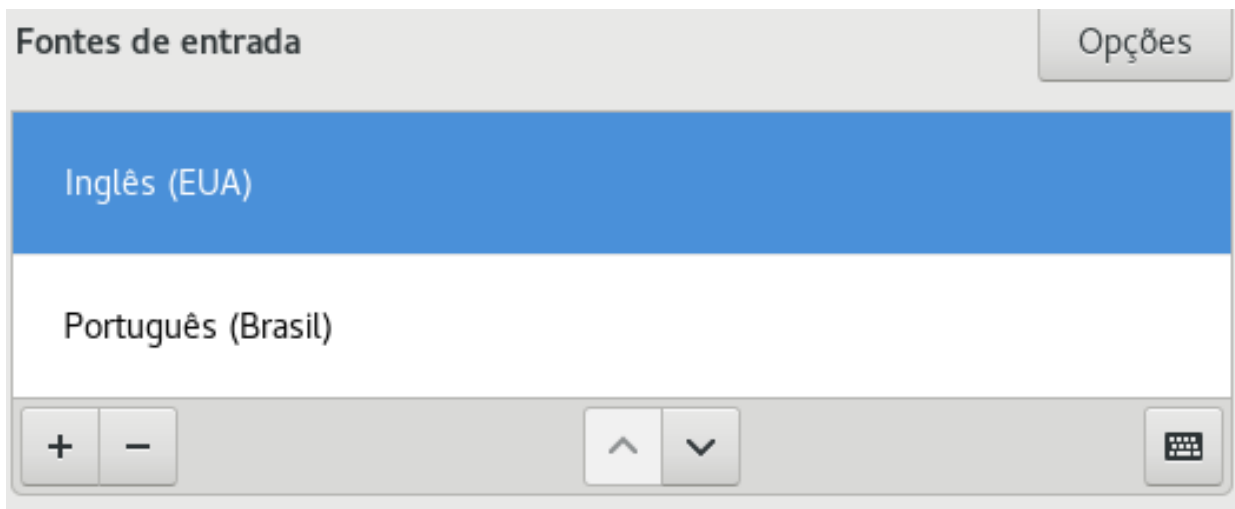 Fontes de entrada
Opções
Inglês (EUA)
Português (Brasil)